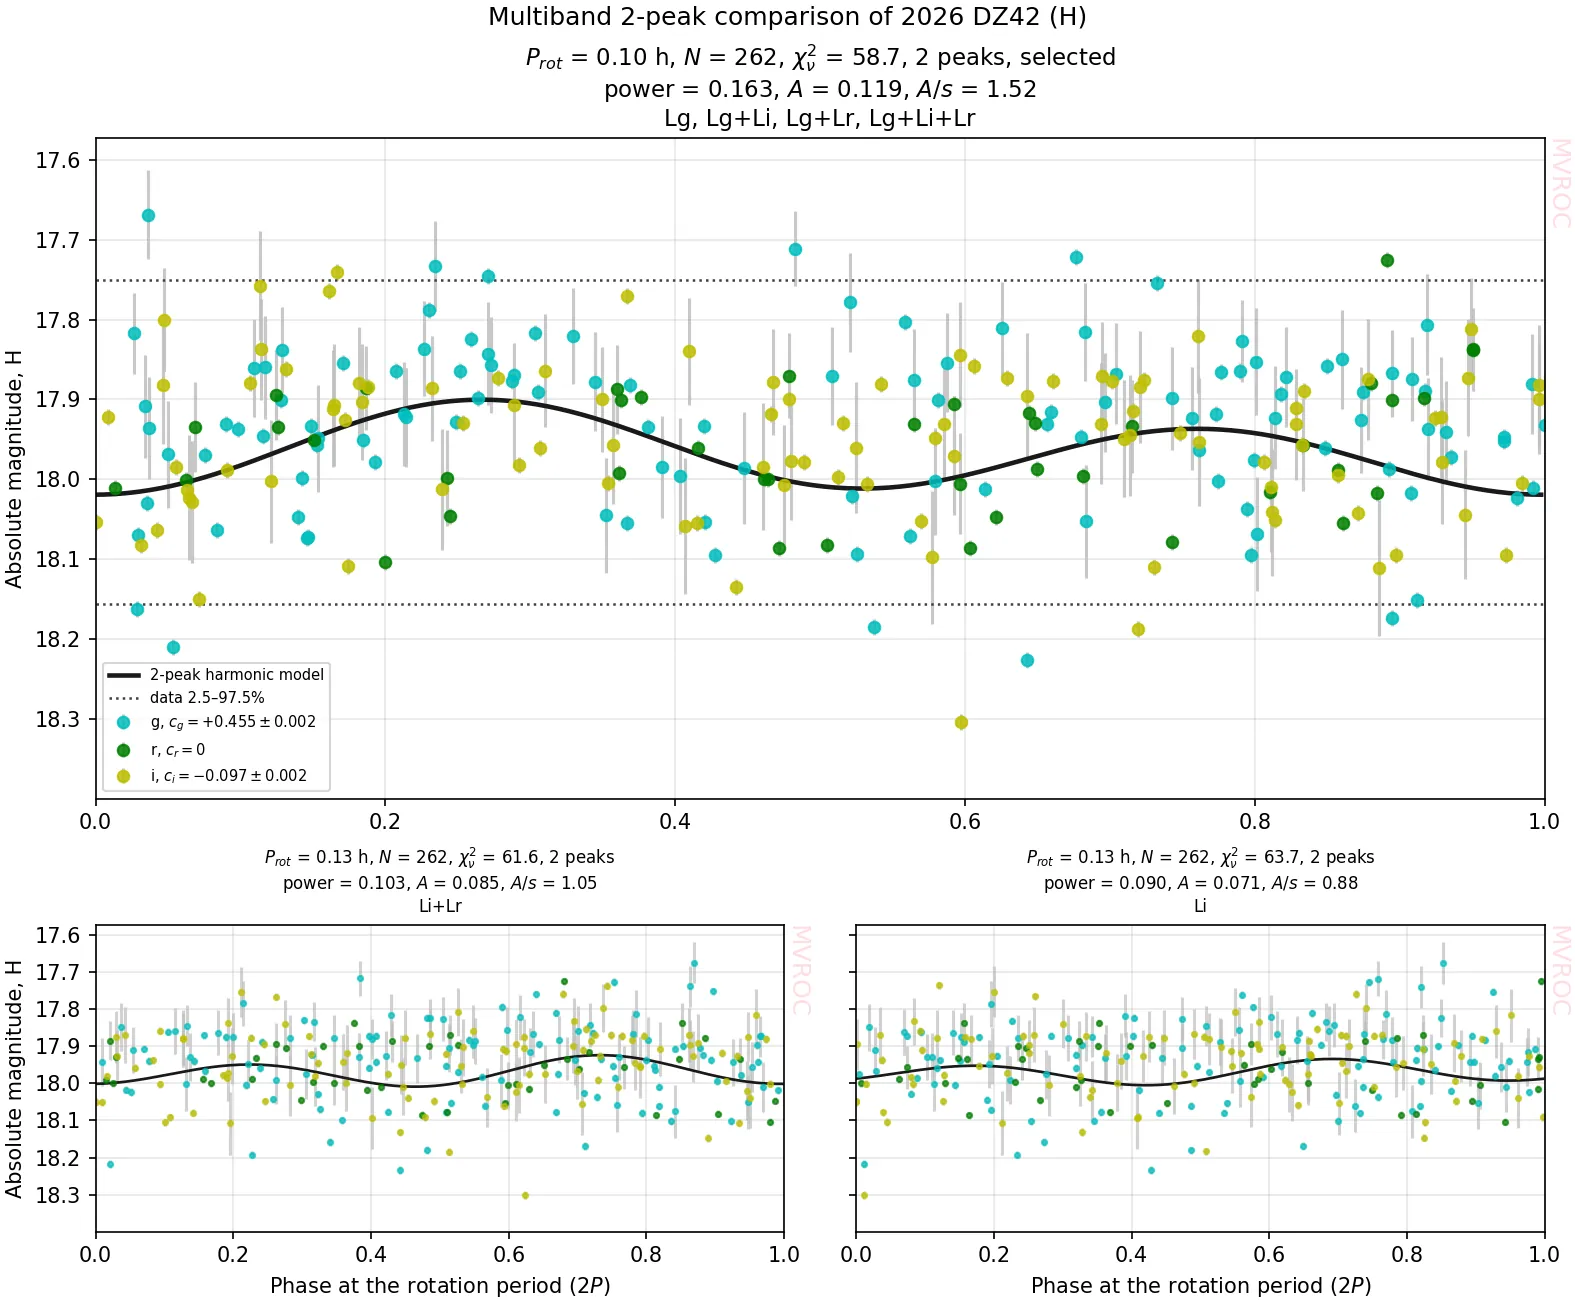 Multiband 2-peak comparison of 2026 DZ42 (H)
P_rot = 0.10 h, N = 262, χ²_ν = 58.7, 2 peaks, selected
power = 0.163, A = 0.119, A/s = 1.52
Lg, Lg+Li, Lg+Lr, Lg+Li+Lr
MVROC
Absolute magnitude, H
17.6
17.7
17.8
17.9
18.0
18.1
18.2
18.3
2-peak harmonic model
data 2.5–97.5%
g, c_g = +0.455 ± 0.002
r, c_r = 0
i, c_i = −0.097 ± 0.002
0.0 0.2 0.4 0.6 0.8 1.0
P_rot = 0.13 h, N = 262, χ²_ν = 61.6, 2 peaks
power = 0.103, A = 0.085, A/s = 1.05
Li+Lr
MVROC
Absolute magnitude, H
17.6
17.7
17.8
17.9
18.0
18.1
18.2
18.3
0.0 0.2 0.4 0.6 0.8 1.0
Phase at the rotation period (2P)
P_rot = 0.13 h, N = 262, χ²_ν = 63.7, 2 peaks
power = 0.090, A = 0.071, A/s = 0.88
Li
MVROC
0.0 0.2 0.4 0.6 0.8 1.0
Phase at the rotation period (2P)